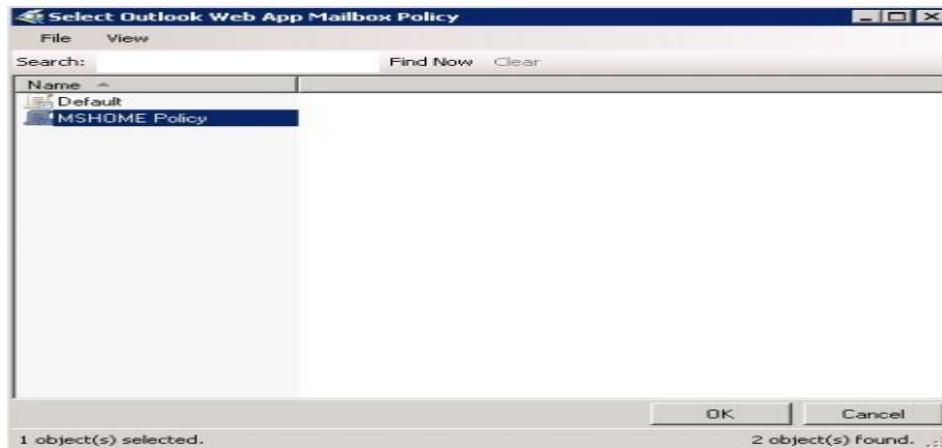 Select Outlook Web App Mailbox Policy
File View
Search: Find Now Clear
Name
Default
MSHOME Policy
OK Cancel
1 object(s) selected. 2 object(s) found.